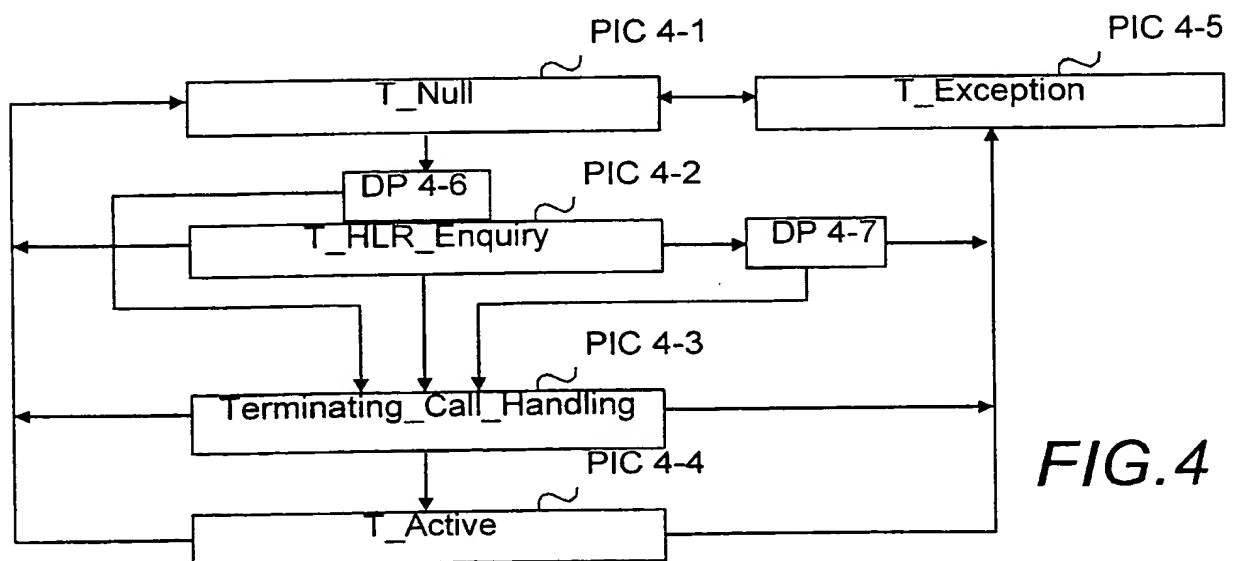 PIC 4-1
PIC 4-5
T_Null
T_Exception
PIC 4-2
DP 4-6
T_HLR_Enquiry
DP 4-7
PIC 4-3
Terminating_Call_Handling
PIC 4-4
T_Active
FIG.4